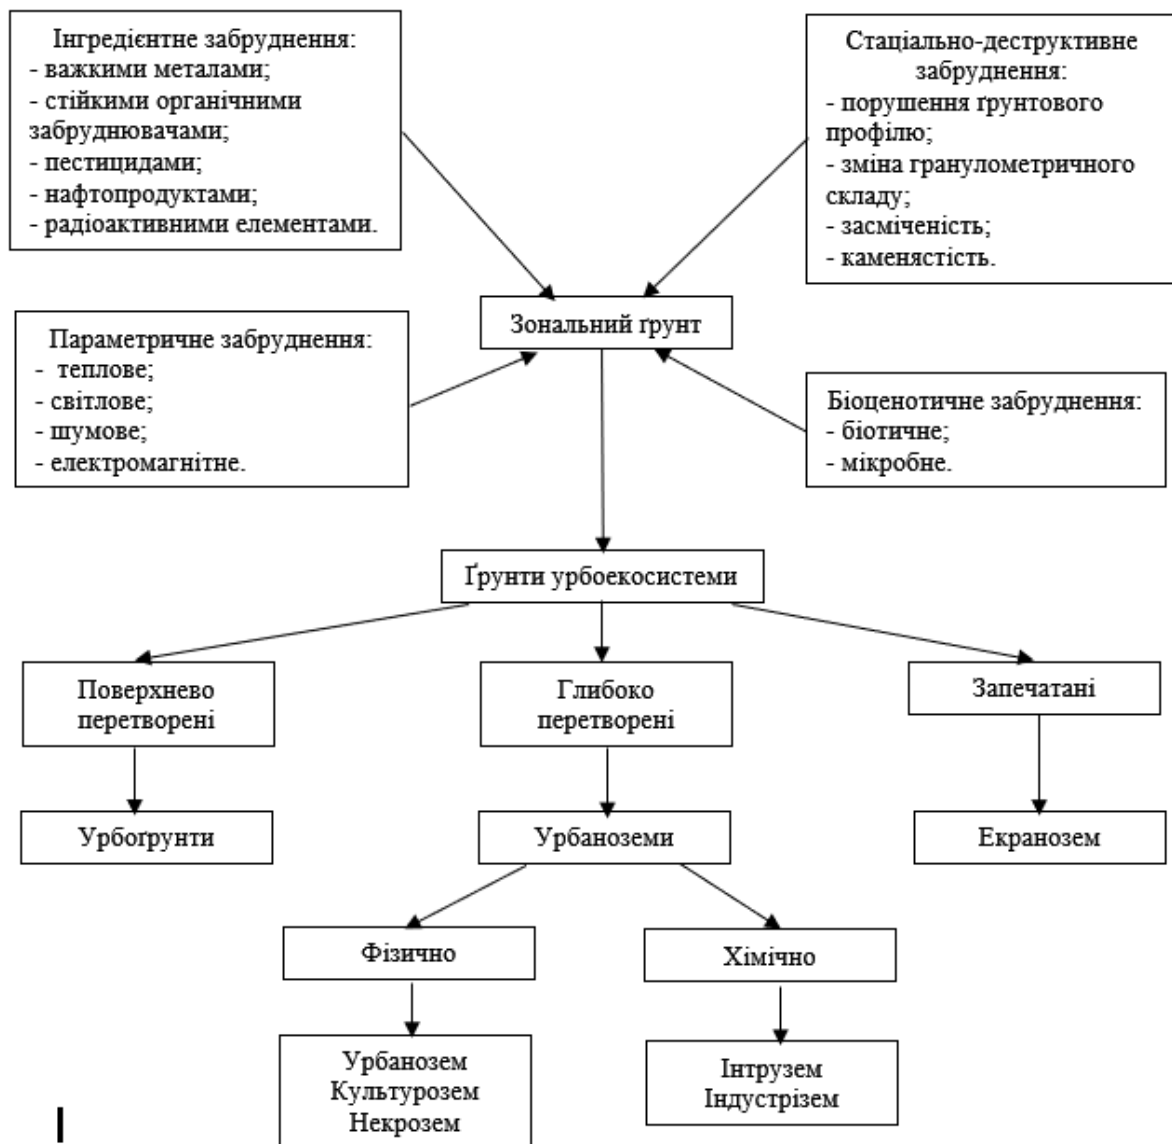 Інгредієнтне забруднення:
- важкими металами;
- стійкими органічними
забруднювачами;
- пестицидами;
- нафтопродуктами;
- радіоактивними елементами.
Стаціально-деструктивне
забруднення:
- порушення ґрунтового
профілю;
- зміна гранулометричного
складу;
- засміченість;
- каменястість.
Зональний ґрунт
Параметричне забруднення:
- теплове;
- світлове;
- шумове;
- електромагнітне.
Біоценотичне забруднення:
- біотичне;
- мікробне.
Ґрунти урбоекосистеми
Поверхнево
перетворені
Глибоко
перетворені
Запечатані
Урбоґрунти
Урбаноземи
Екранозем
Фізично
Хімічно
Урбанозем
Культурозем
Некрозем
Інтрузем
Індустрізем